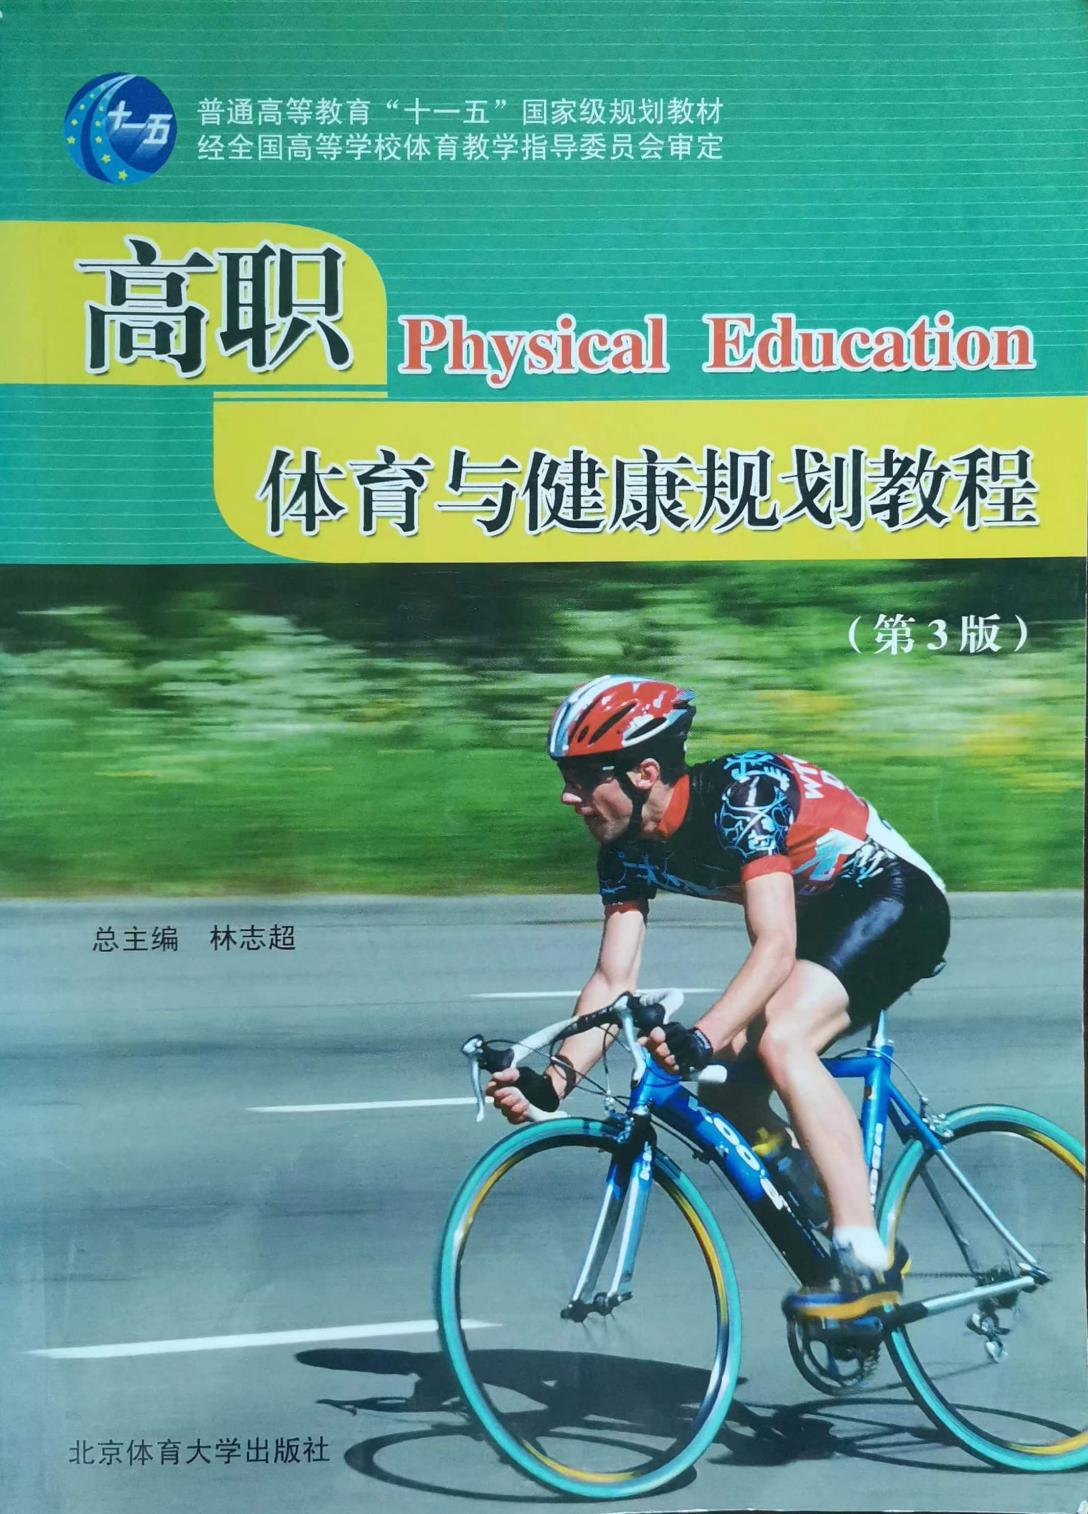 十一五
普通高等教育“十一五”国家级规划教材
经全国高等学校体育教学指导委员会审定
高职
Physical Education
体育与健康规划教程
（第3版）
总主编 林志超
北京体育大学出版社